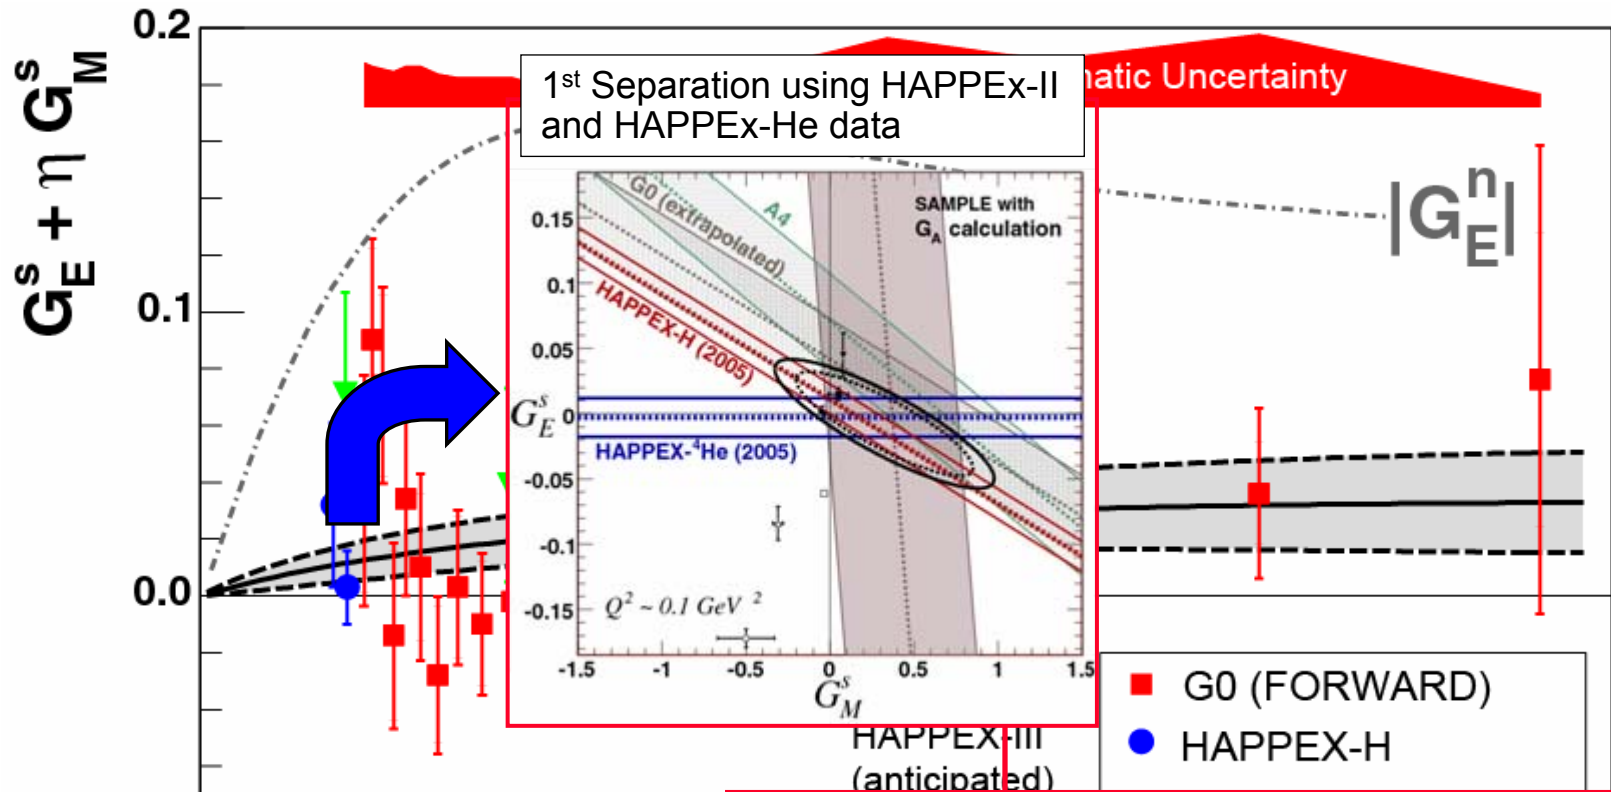 0.2
G^s_E + η G^s_M
0.1
0.0
1st Separation using HAPPEx-II
and HAPPEx-He data
matic Uncertainty
|G^n_E|
G0 (extrapolated)
A4
SAMPLE with
G_A calculation
HAPPEX-H (2005)
HAPPEX-⁴He (2005)
G^s_E
0.15
0.1
0.05
0
-0.05
-0.1
-0.15
Q² ~ 0.1 GeV ²
-1.5 -1 -0.5 0 0.5 1 1.5
G^s_M
HAPPEX-III
(anticipated)
G0 (FORWARD)
HAPPEX-H